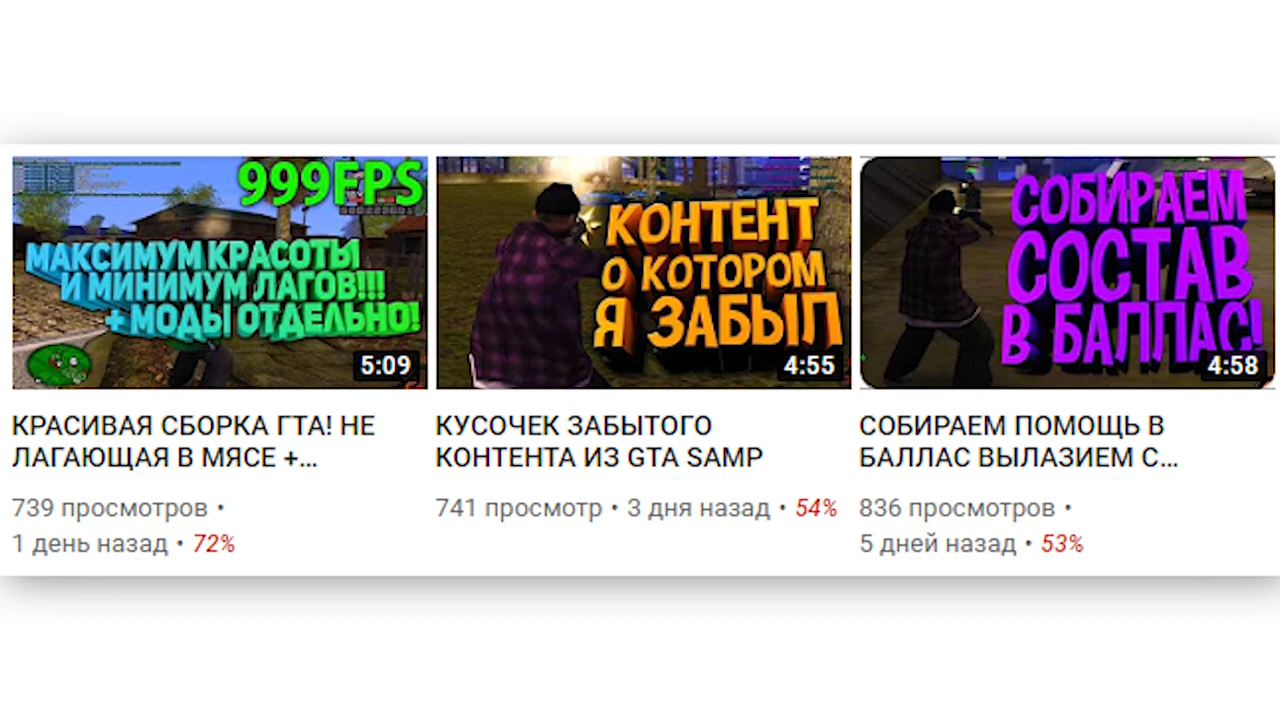 999FPS
МАКСИМУМ КРАСОТЫ
И МИНИМУМ ЛАГОВ!!!
+ МОДЫ ОТДЕЛЬНО!
5:09
КРАСИВАЯ СБОРКА ГТА! НЕ
ЛАГАЮЩАЯ В МЯСЕ +...
739 просмотров •
1 день назад • 72%
КОНТЕНТ
О КОТОРОМ
Я ЗАБЫЛ
4:55
КУСОЧЕК ЗАБЫТОГО
КОНТЕНТА ИЗ GTA SAMP
741 просмотр • 3 дня назад • 54%
СОБИРАЕМ
СОСТАВ
В БАЛЛАС!
4:58
СОБИРАЕМ ПОМОЩЬ В
БАЛЛАС ВЫЛАЗИЕМ С...
836 просмотров •
5 дней назад • 53%